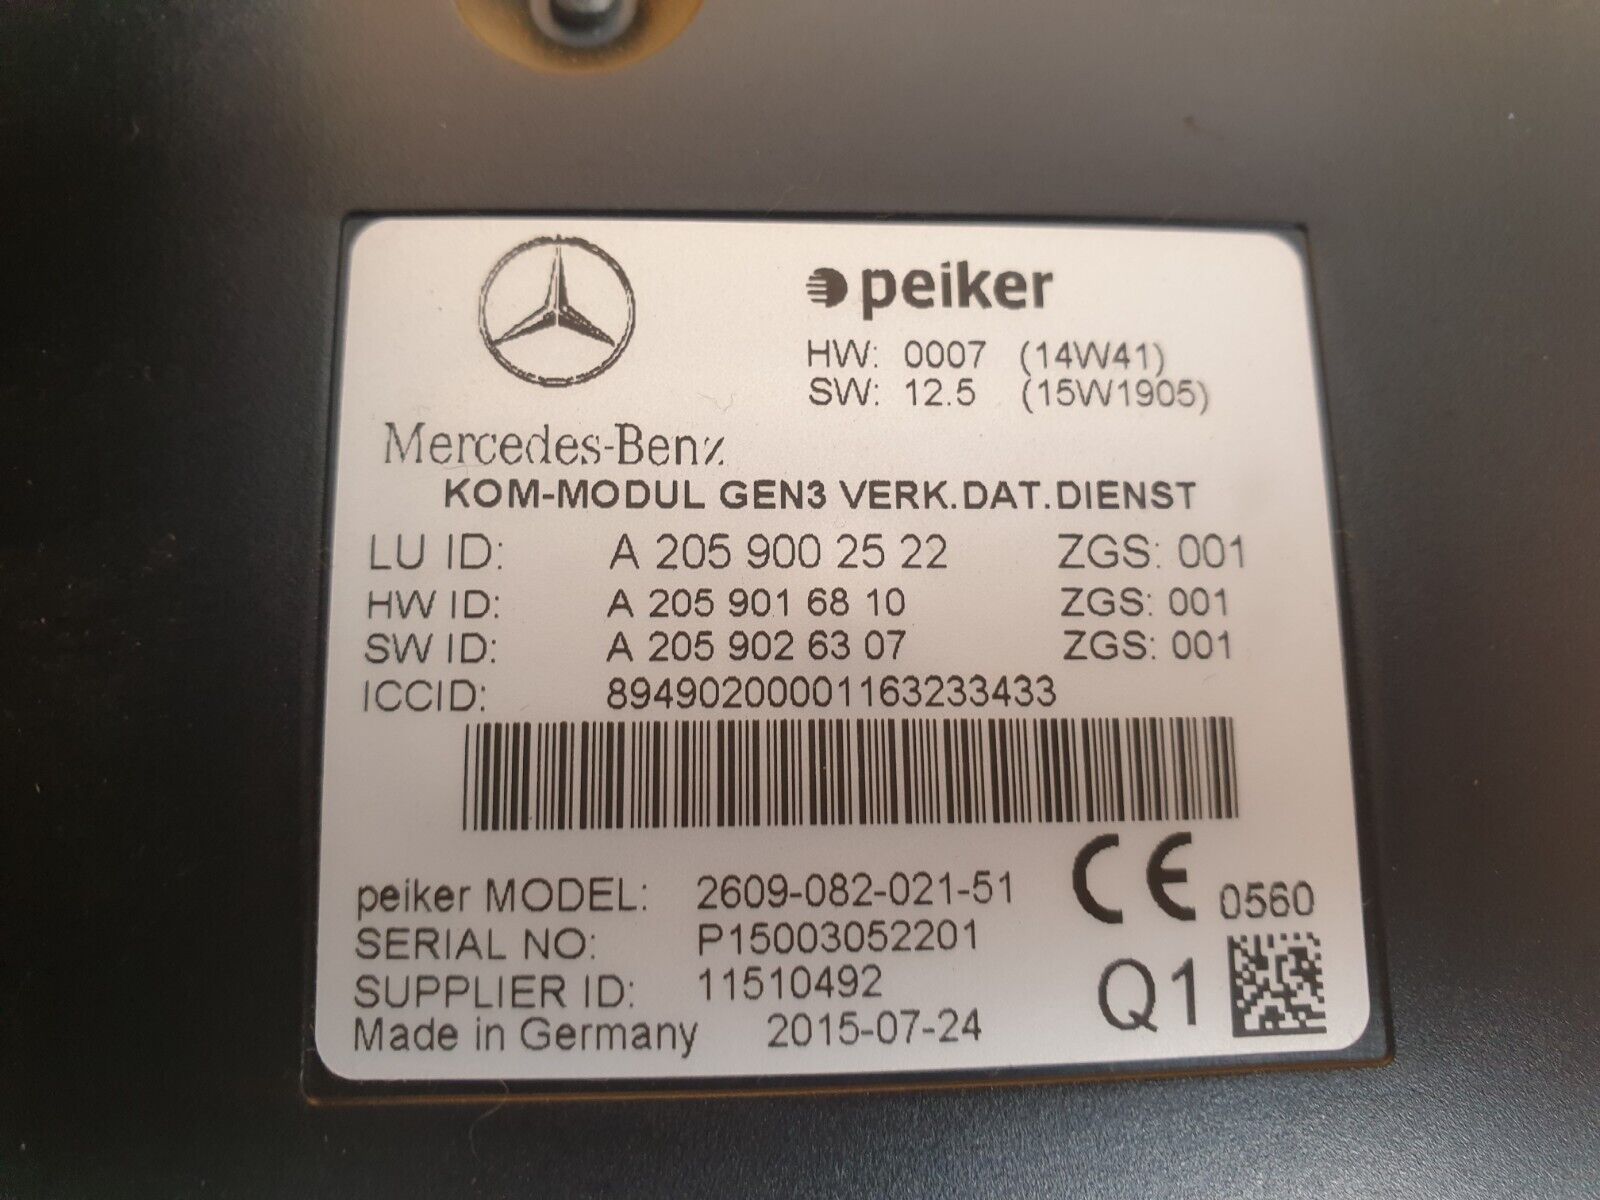 peiker
HW: 0007 (14W41)
SW: 12.5 (15W1905)
Mercedes-Benz
KOM-MODUL GEN3 VERK.DAT.DIENST
LU ID: A 205 900 25 22 ZGS: 001
HW ID: A 205 901 68 10 ZGS: 001
SW ID: A 205 902 63 07 ZGS: 001
ICCID: 89490200001163233433
peiker MODEL: 2609-082-021-51
CE 0560
SERIAL NO: P15003052201
SUPPLIER ID: 11510492
Q1
Made in Germany 2015-07-24